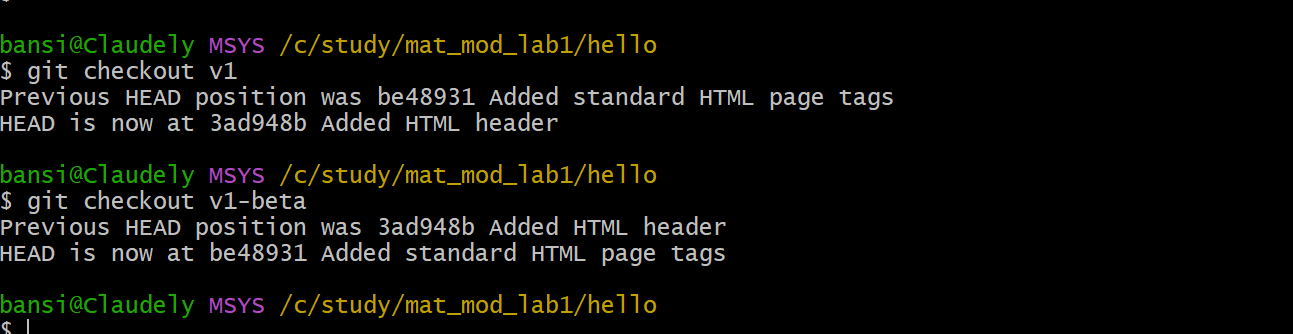 bansi@Claudely MSYS /c/study/mat_mod_lab1/hello
$ git checkout v1
Previous HEAD position was be48931 Added standard HTML page tags
HEAD is now at 3ad948b Added HTML header
bansi@Claudely MSYS /c/study/mat_mod_lab1/hello
$ git checkout v1-beta
Previous HEAD position was 3ad948b Added HTML header
HEAD is now at be48931 Added standard HTML page tags
bansi@Claudely MSYS /c/study/mat_mod_lab1/hello
$